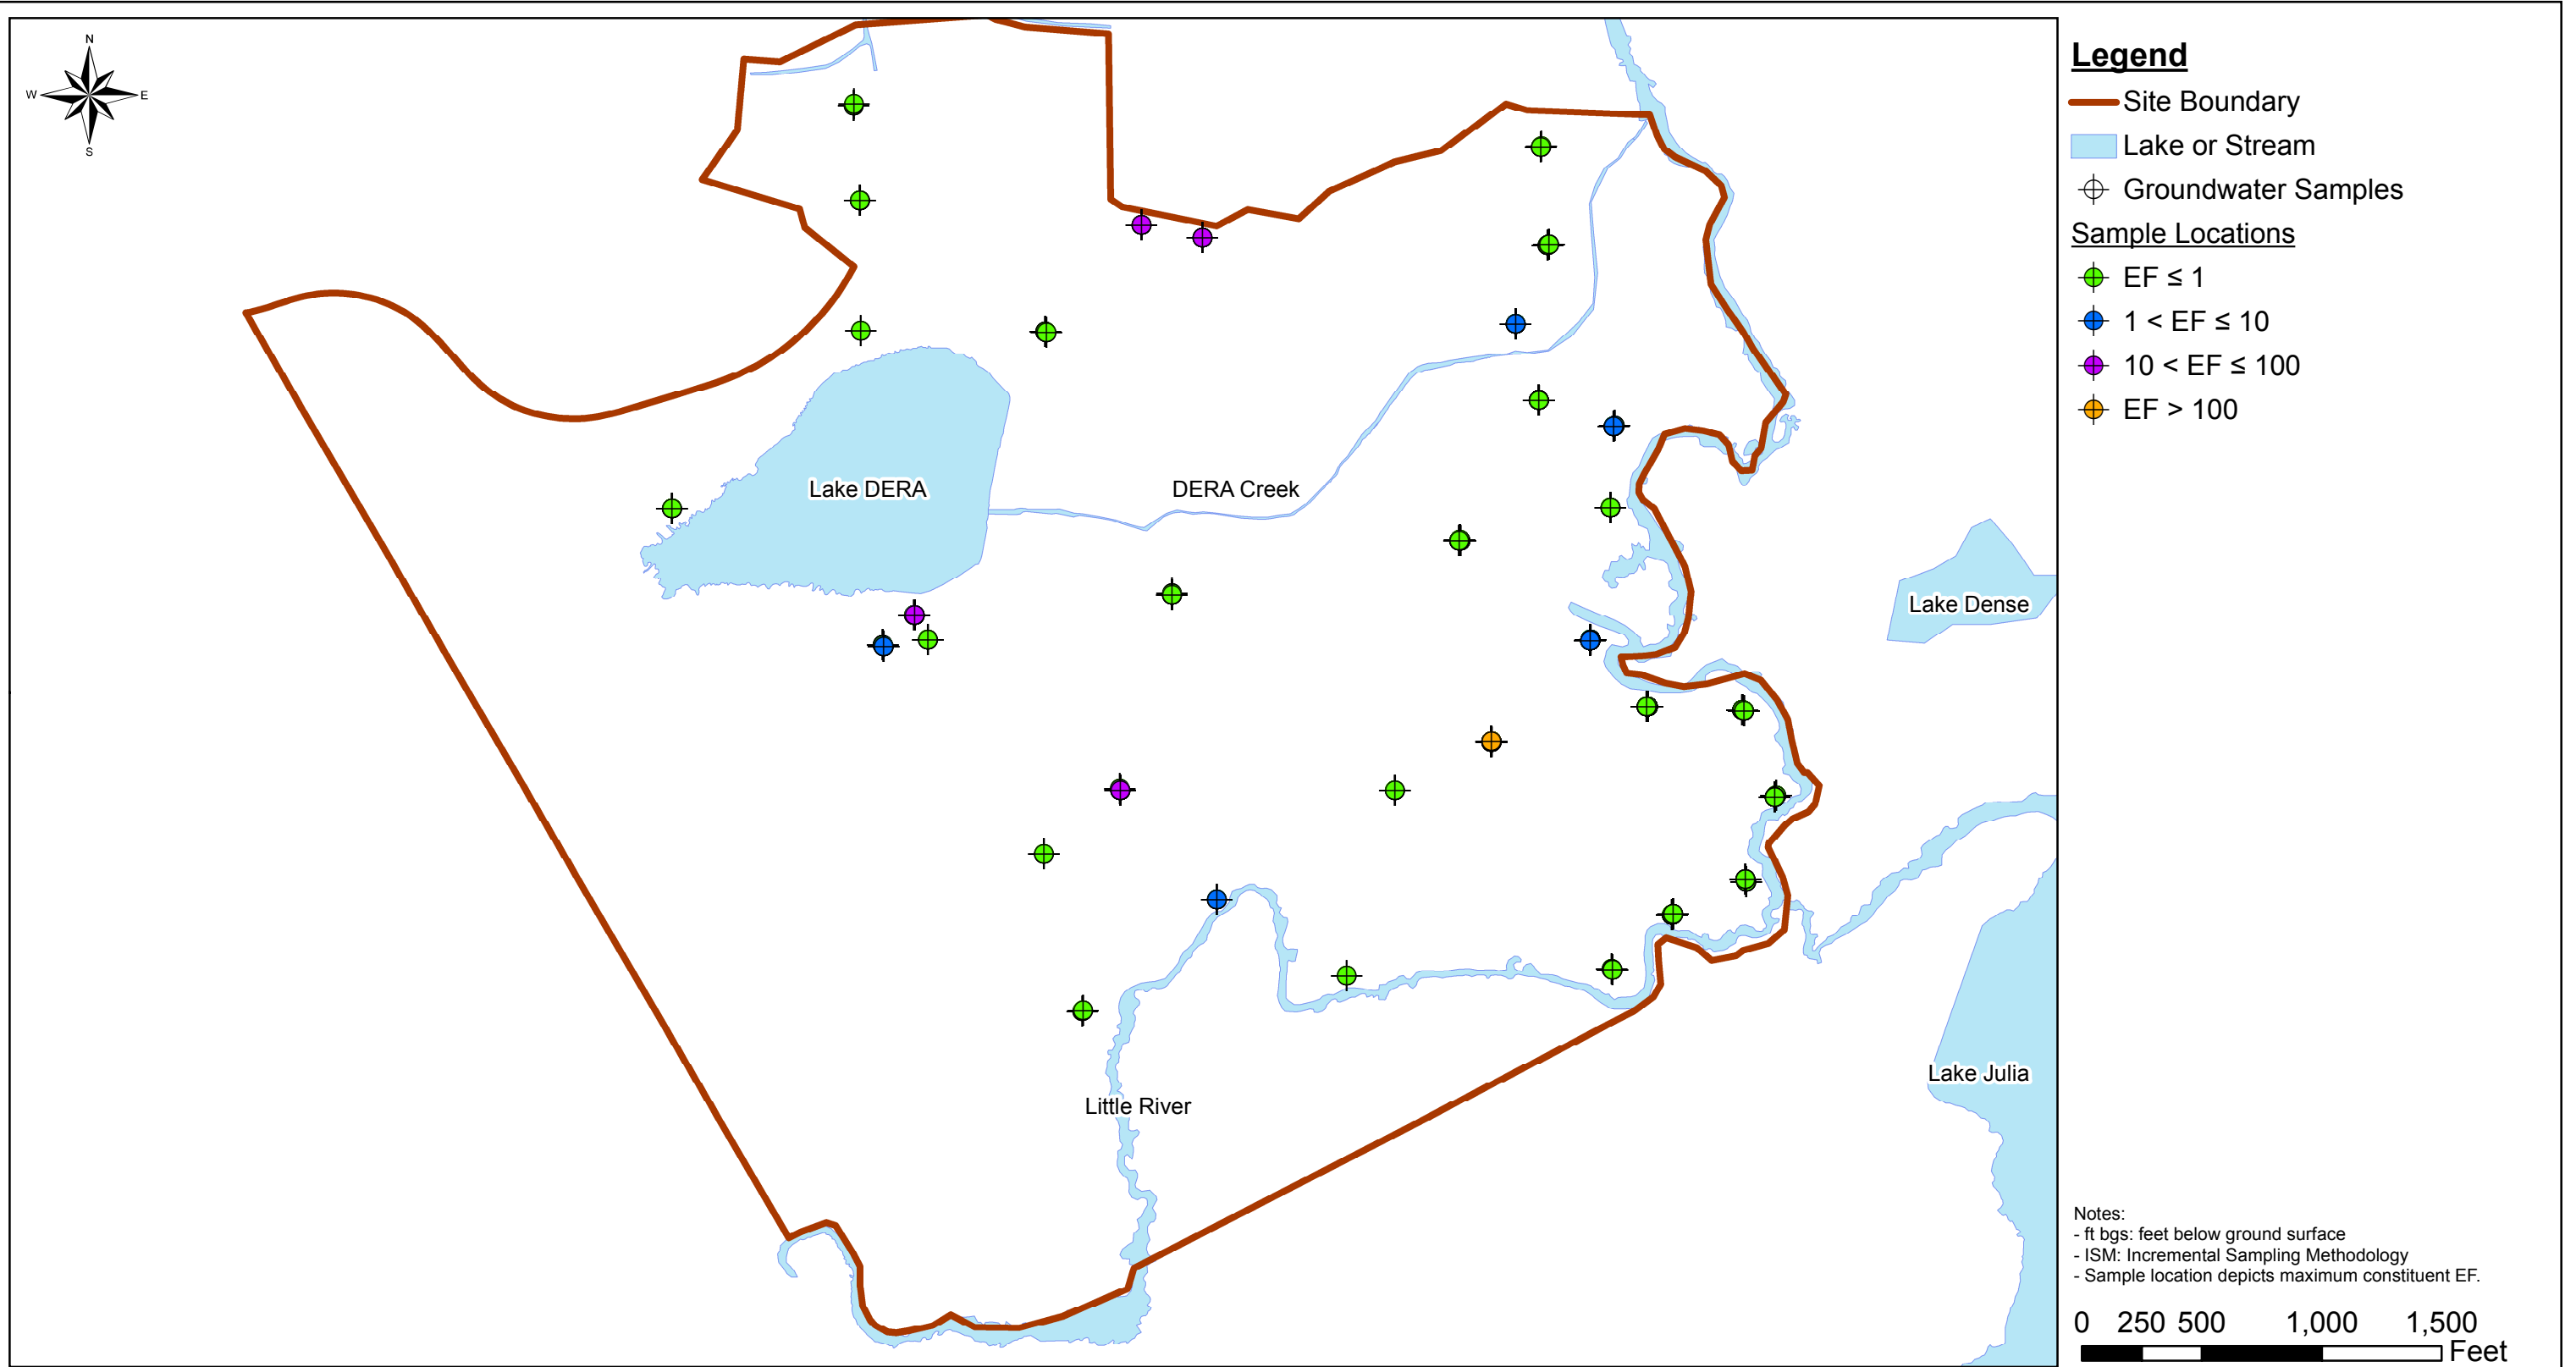 N
W E
S
Lake DERA
DERA Creek
Lake Dense
Lake Julia
Little River
Legend
Site Boundary
Lake or Stream
Groundwater Samples
Sample Locations
EF ≤ 1
1 < EF ≤ 10
10 < EF ≤ 100
EF > 100
Notes:
- ft bgs: feet below ground surface
- ISM: Incremental Sampling Methodology
- Sample location depicts maximum constituent EF.
0 250 500 1,000 1,500
Feet